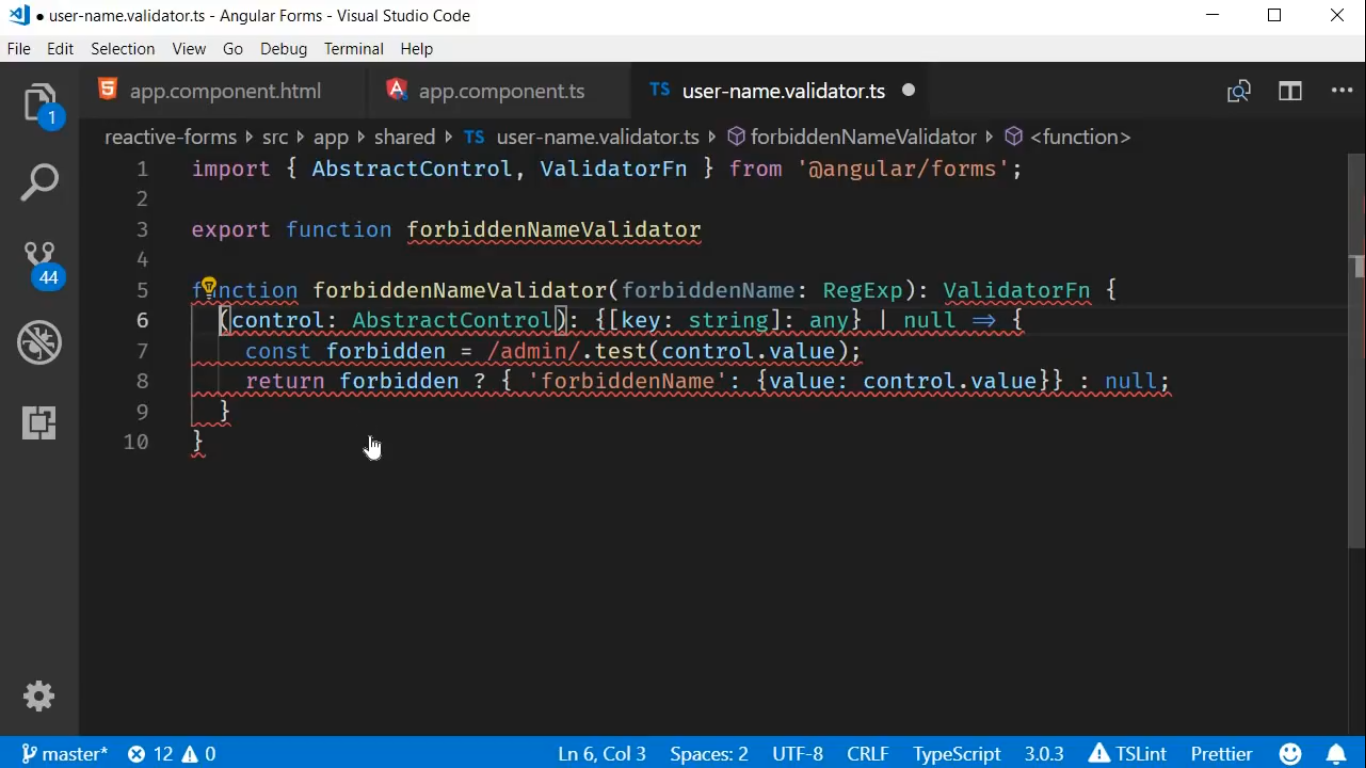 user-name.validator.ts - Angular Forms - Visual Studio Code
File Edit Selection View Go Debug Terminal Help
1
app.component.html app.component.ts TS user-name.validator.ts
reactive-forms src app shared TS user-name.validator.ts forbiddenNameValidator <function>
1 import { AbstractControl, ValidatorFn } from '@angular/forms';
2
3 export function forbiddenNameValidator
4
44
5 function forbiddenNameValidator(forbiddenName: RegExp): ValidatorFn {
6 (control: AbstractControl): {[key: string]: any} | null ⇒ {
7 const forbidden = /admin/.test(control.value);
8 return forbidden ? { 'forbiddenName': {value: control.value}} : null;
9 }
10 }
master* 12 0 Ln 6, Col 3 Spaces: 2 UTF-8 CRLF TypeScript 3.0.3 TSLint Prettier